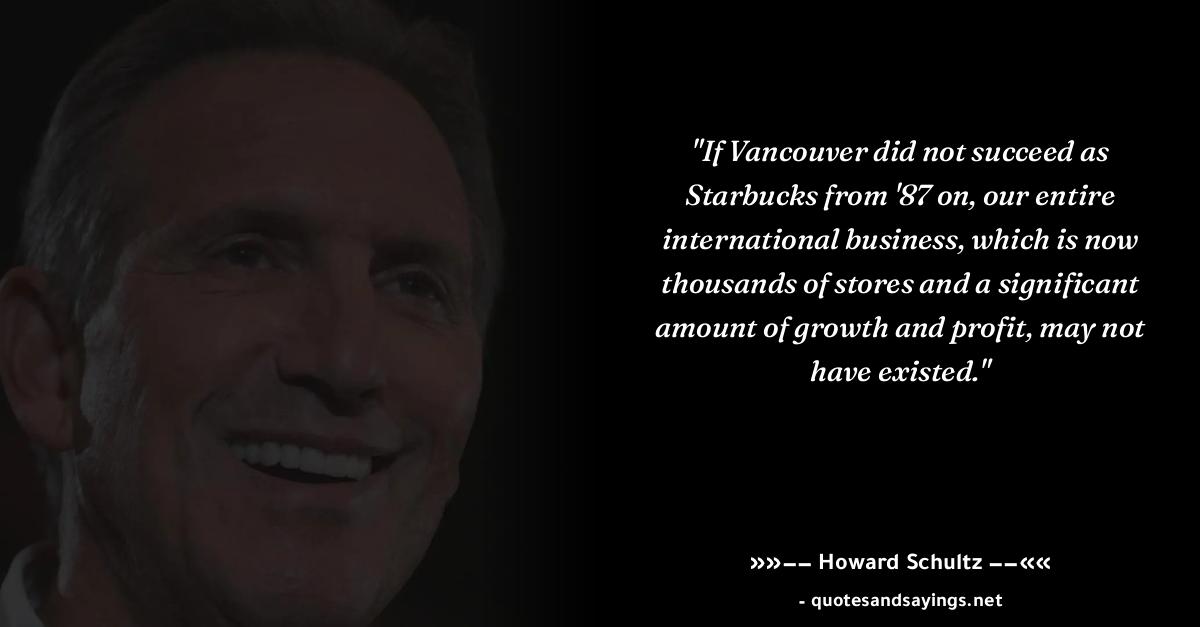 "If Vancouver did not succeed as
Starbucks from '87 on, our entire
international business, which is now
thousands of stores and a significant
amount of growth and profit, may not
have existed."
»»−− Howard Schultz −−««
- quotesandsayings.net